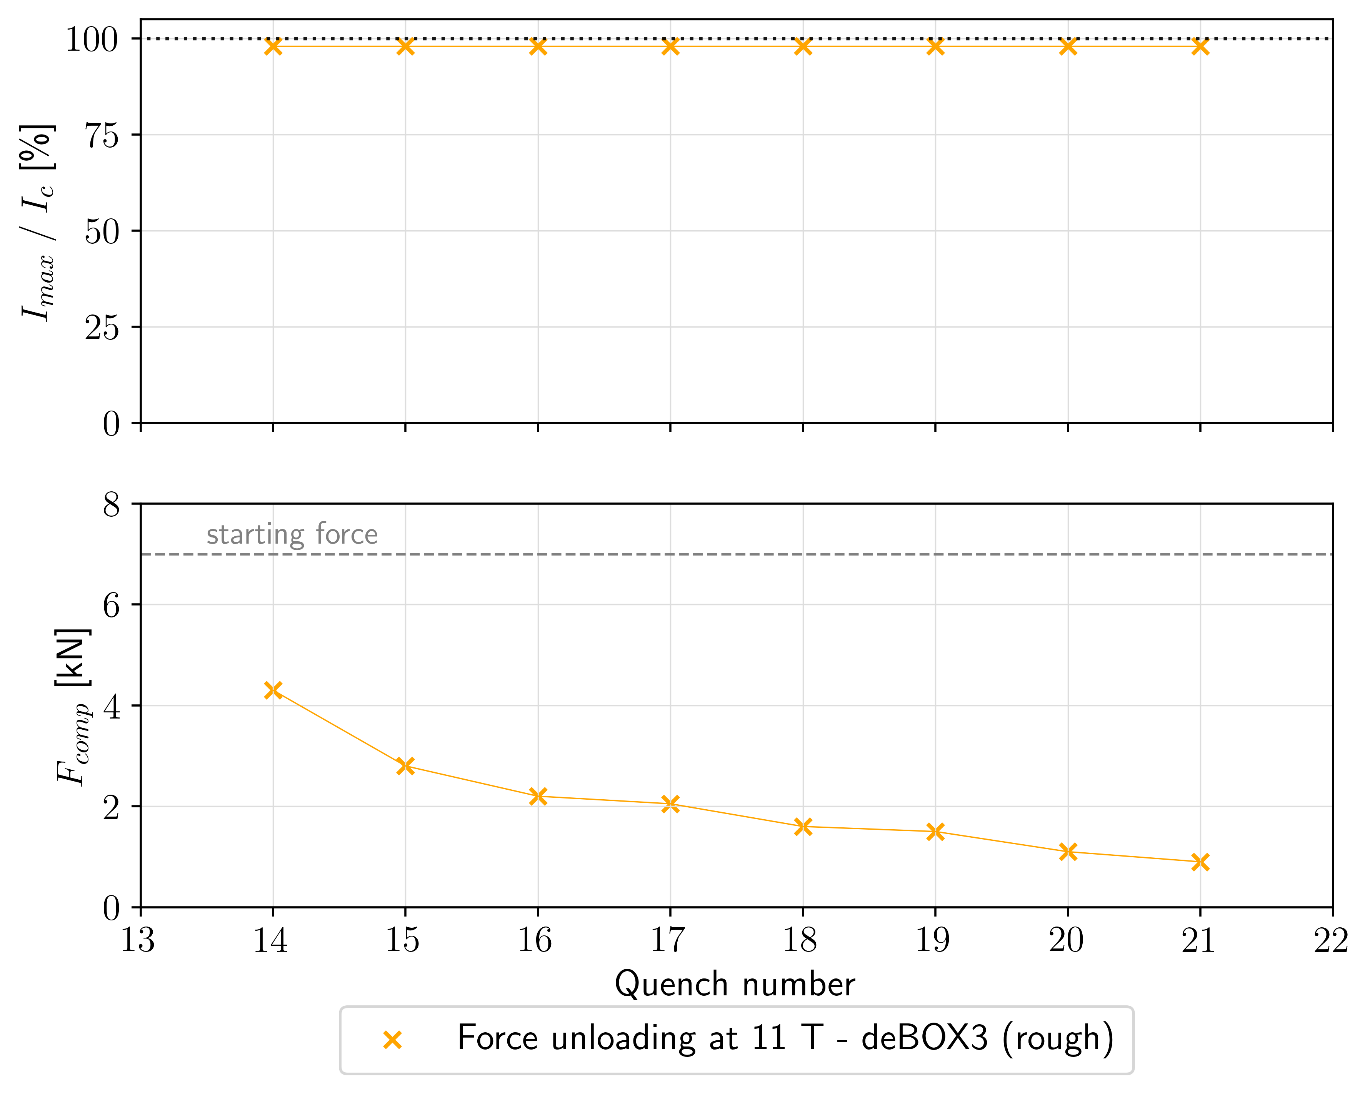 100
75
50
25
0
I_max / I_c [%]
8
starting force
6
4
2
0
F_comp [kN]
13 14 15 16 17 18 19 20 21 22
Quench number
Force unloading at 11 T - deBOX3 (rough)